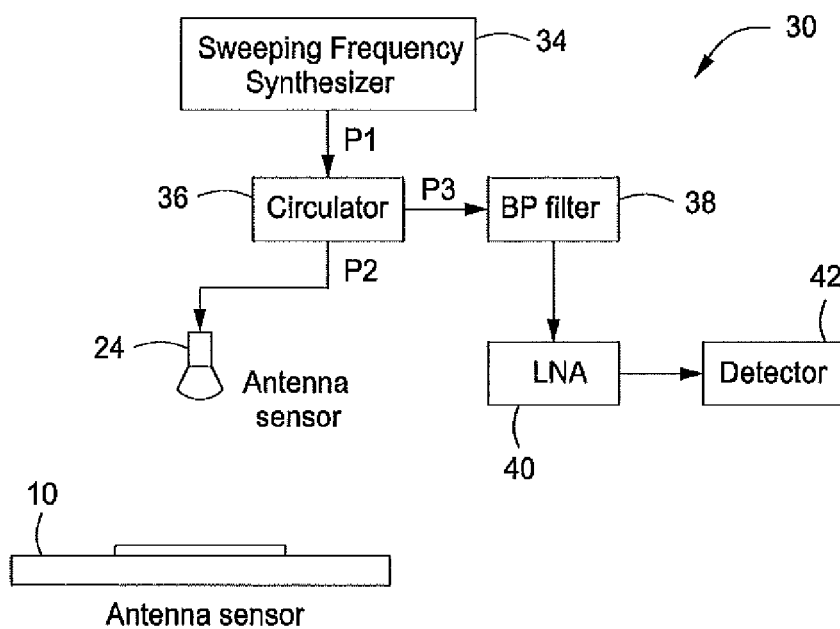 Sweeping Frequency
Synthesizer
34
30
P1
36
Circulator
P3
BP filter
38
P2
24
Antenna
sensor
LNA
40
42
Detector
10
Antenna sensor